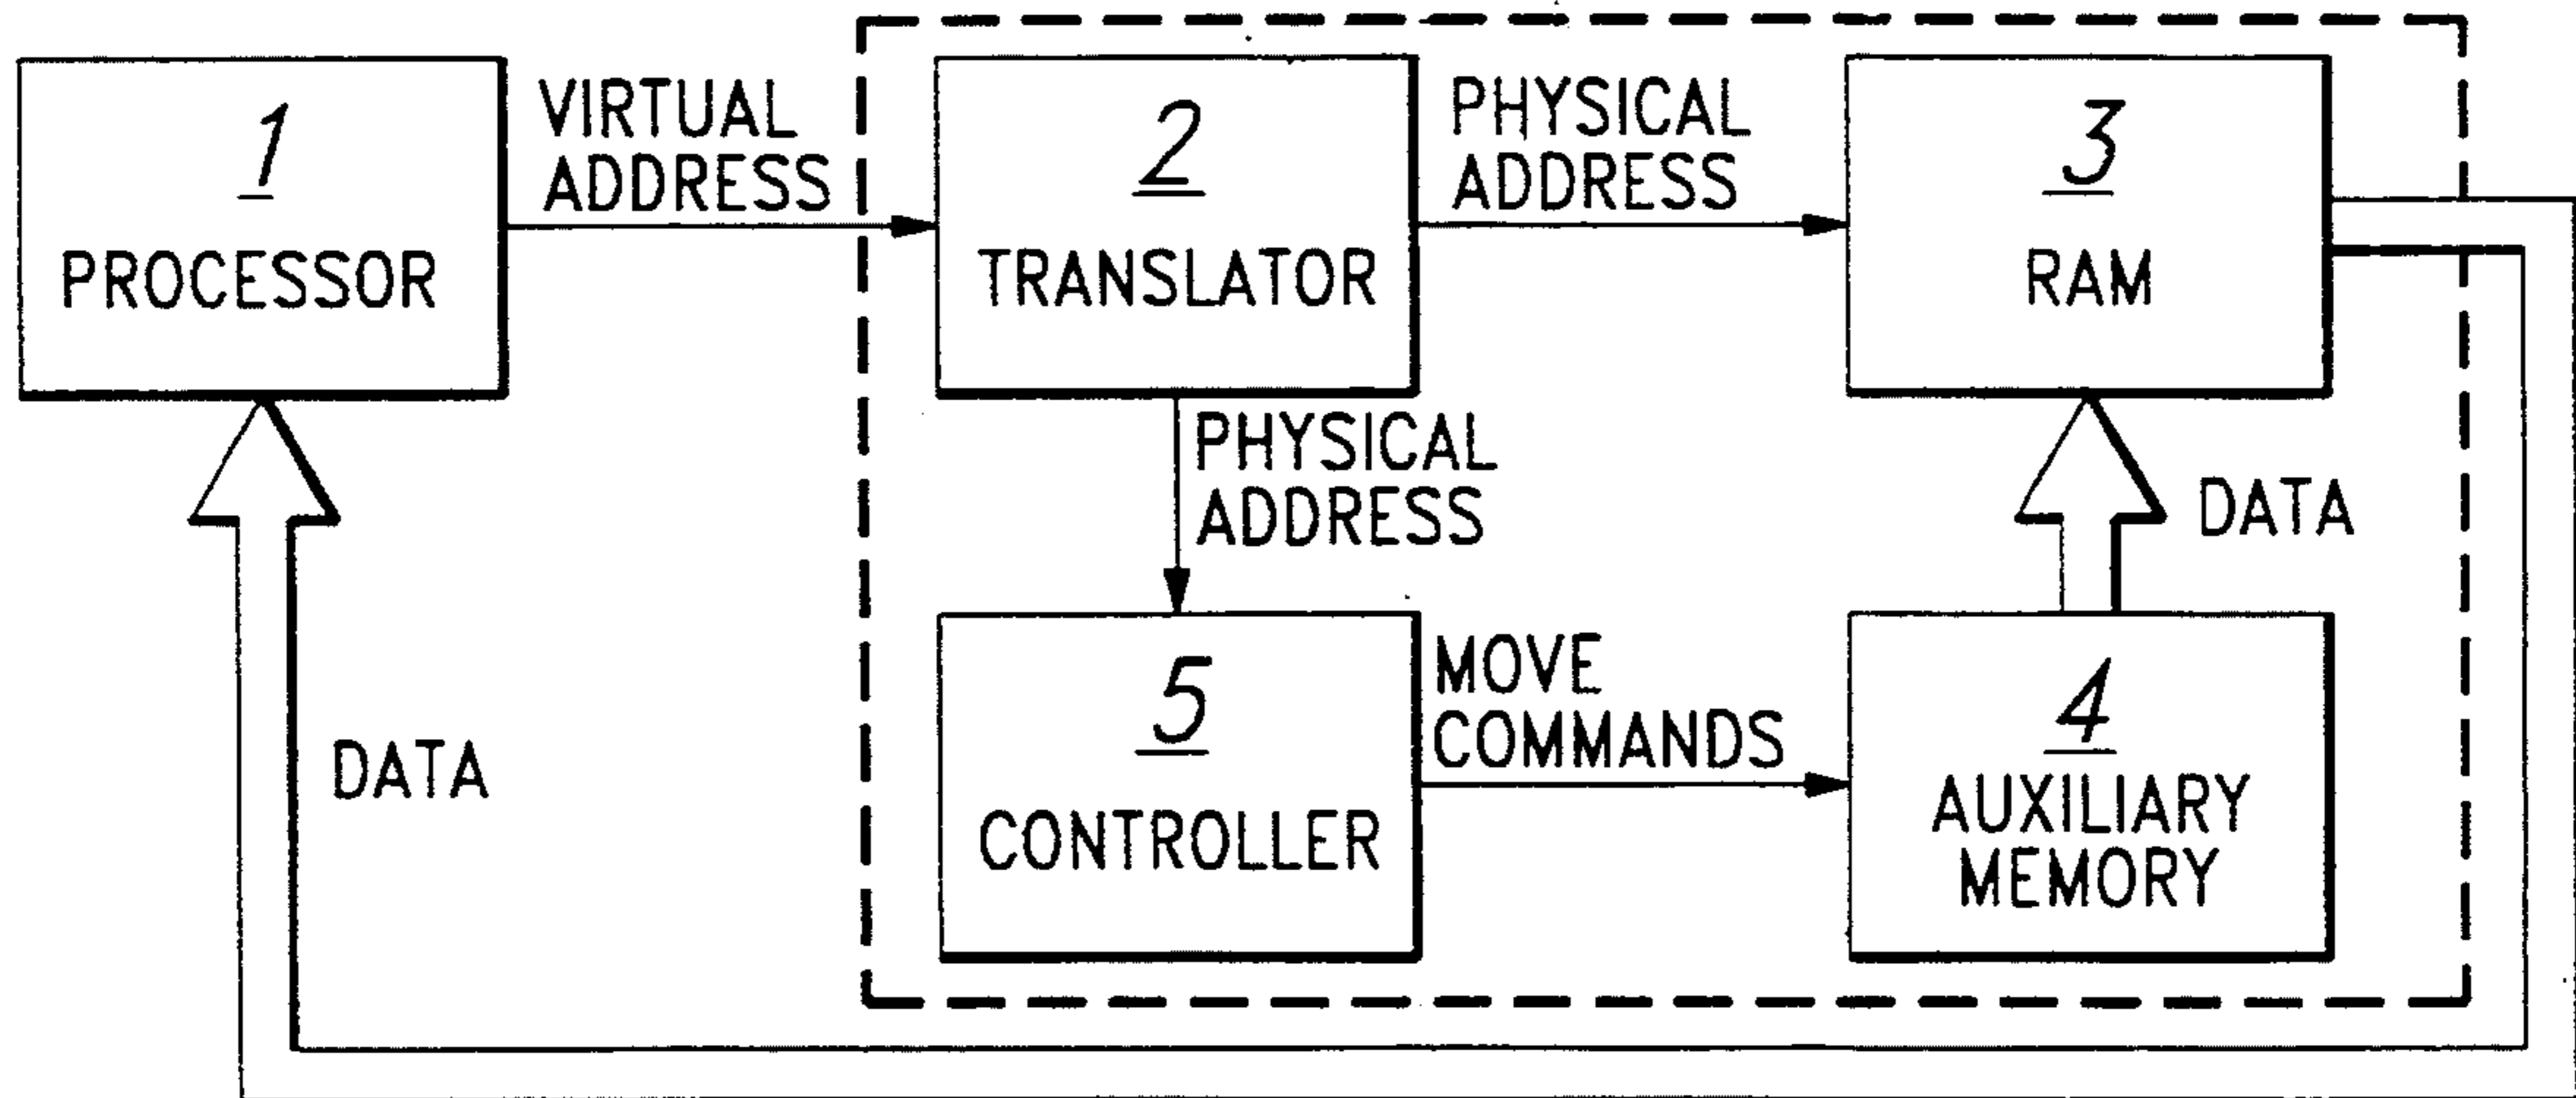 1
PROCESSOR
VIRTUAL
ADDRESS
2
TRANSLATOR
PHYSICAL
ADDRESS
3
RAM
PHYSICAL
ADDRESS
DATA
5
CONTROLLER
MOVE
COMMANDS
4
AUXILIARY
MEMORY
DATA